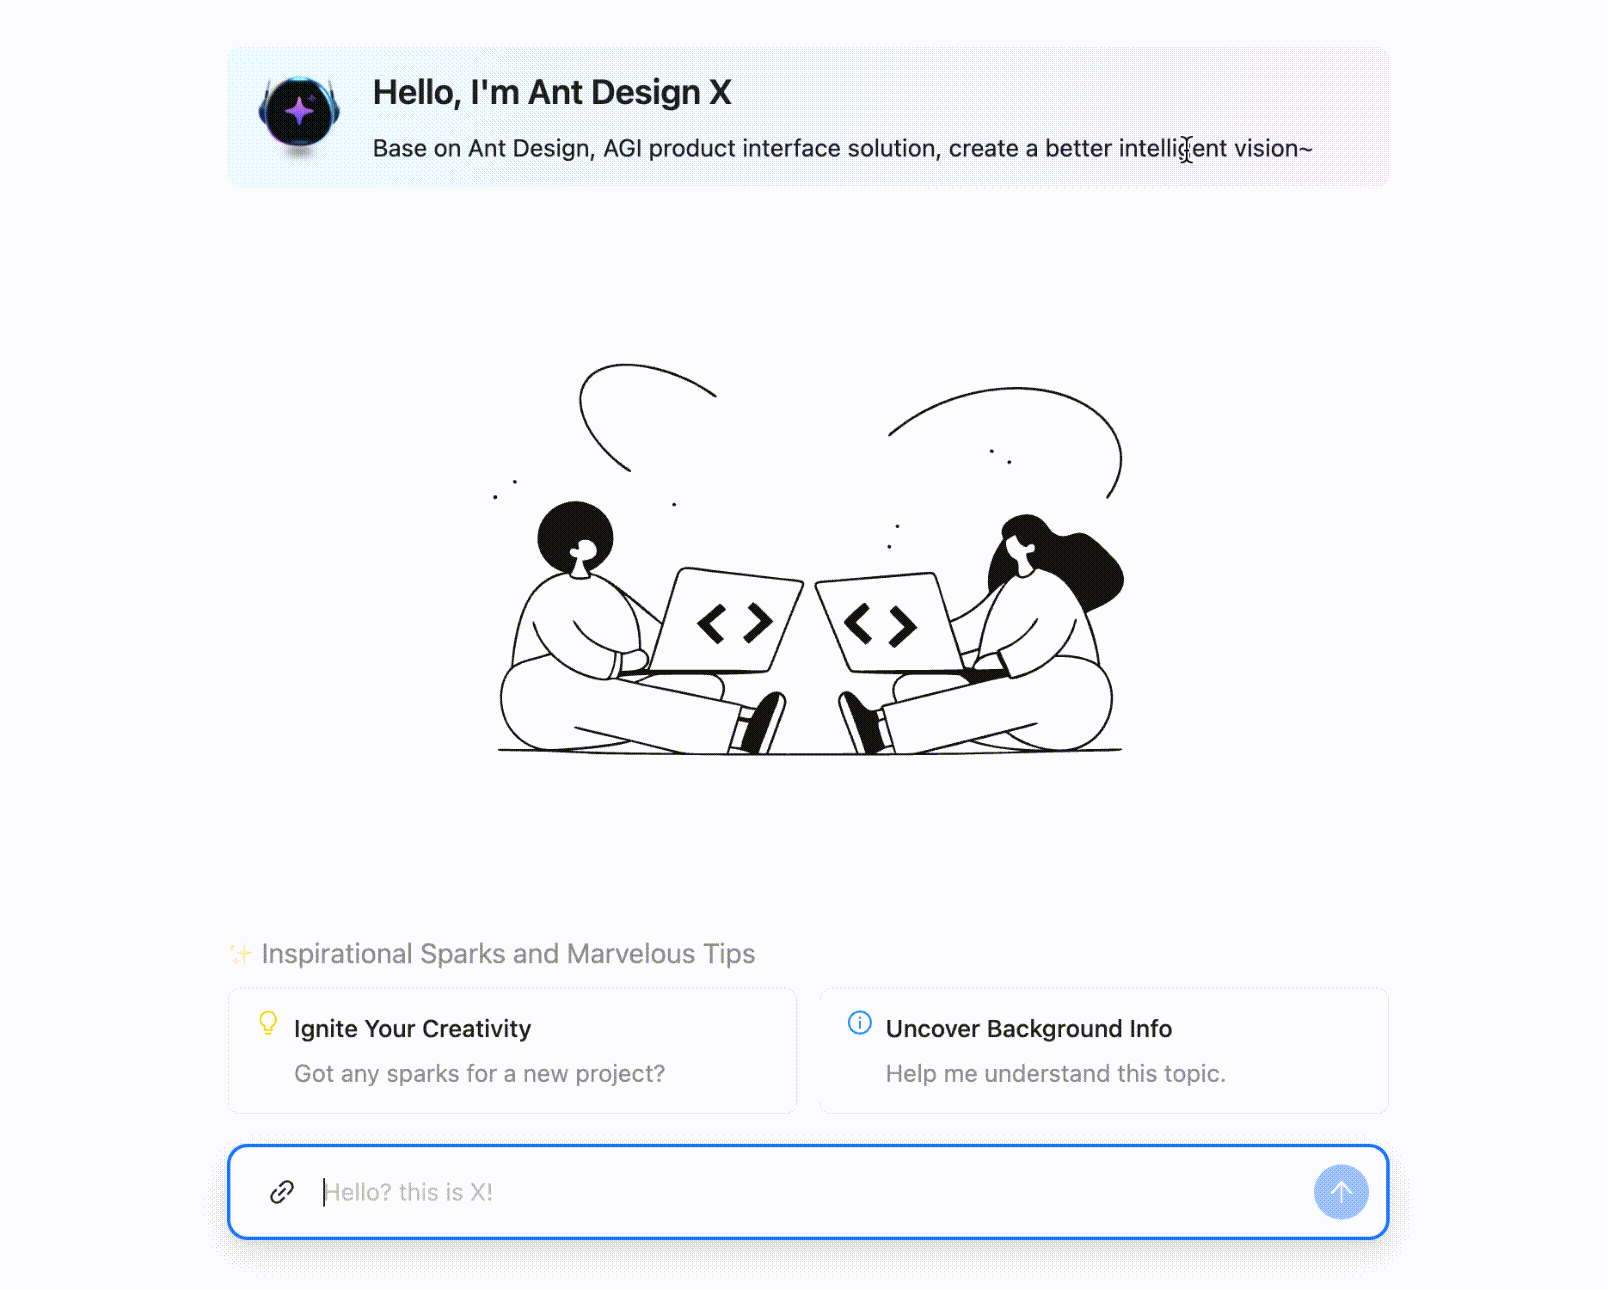 Hello, I'm Ant Design X
Base on Ant Design, AGI product interface solution, create a better intelligent vision~
< >
< >
✨ Inspirational Sparks and Marvelous Tips
Ignite Your Creativity
Got any sparks for a new project?
Uncover Background Info
Help me understand this topic.
Hello? this is X!